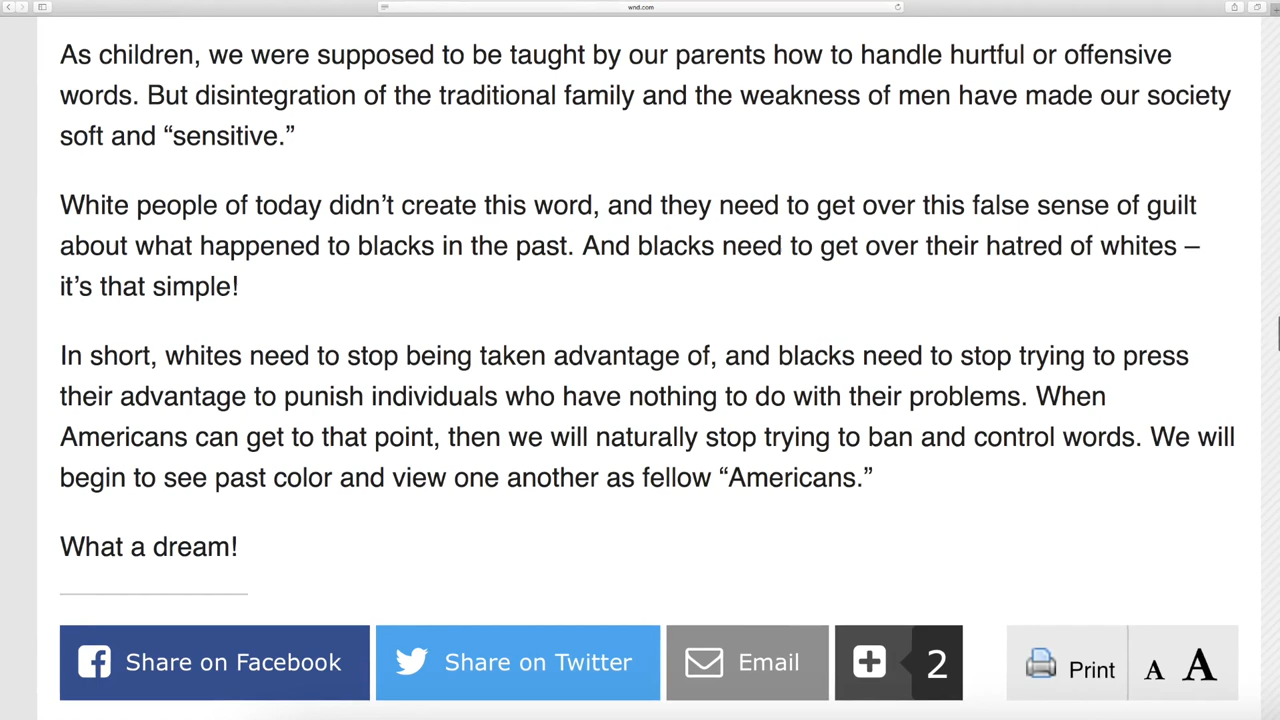 wnd.com
As children, we were supposed to be taught by our parents how to handle hurtful or offensive
words. But disintegration of the traditional family and the weakness of men have made our society
soft and “sensitive.”
White people of today didn’t create this word, and they need to get over this false sense of guilt
about what happened to blacks in the past. And blacks need to get over their hatred of whites –
it’s that simple!
In short, whites need to stop being taken advantage of, and blacks need to stop trying to press
their advantage to punish individuals who have nothing to do with their problems. When
Americans can get to that point, then we will naturally stop trying to ban and control words. We will
begin to see past color and view one another as fellow “Americans.”
What a dream!
Share on Facebook Share on Twitter Email 2 Print A A